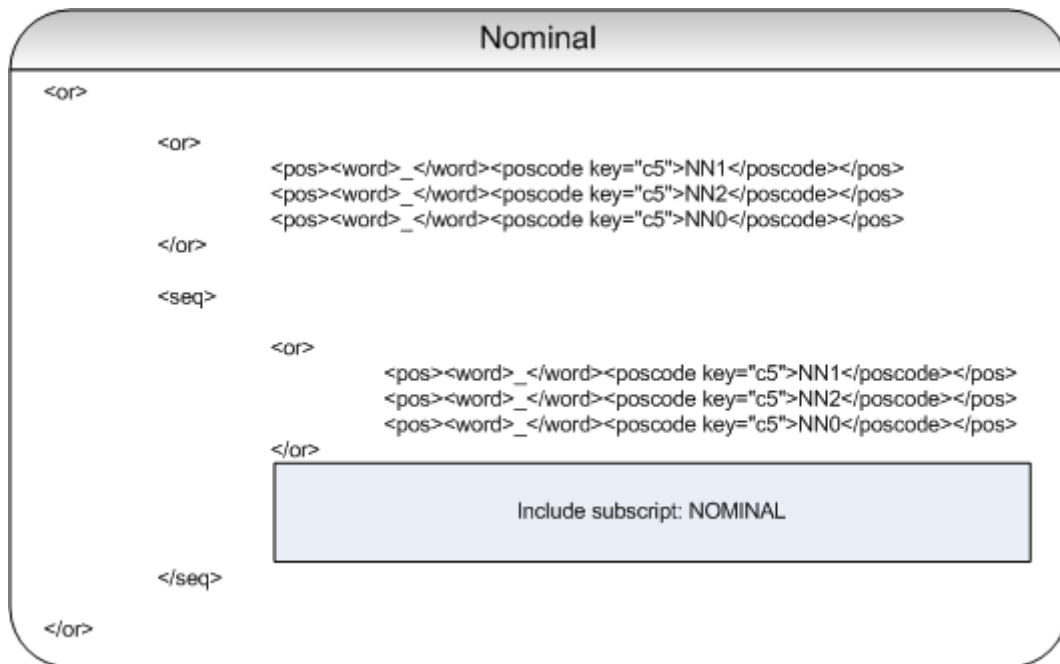 Nominal
<or>
<or>
<pos><word>_</word><poscode key="c5">NN1</poscode></pos>
<pos><word>_</word><poscode key="c5">NN2</poscode></pos>
<pos><word>_</word><poscode key="c5">NN0</poscode></pos>
</or>
<seq>
<or>
<pos><word>_</word><poscode key="c5">NN1</poscode></pos>
<pos><word>_</word><poscode key="c5">NN2</poscode></pos>
<pos><word>_</word><poscode key="c5">NN0</poscode></pos>
</or>
Include subscript: NOMINAL
</seq>
</or>